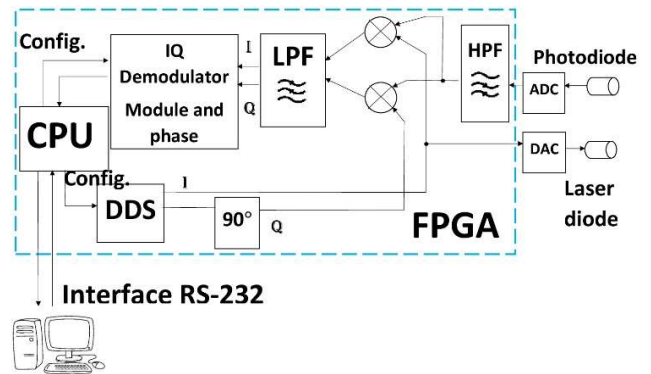 Config.
IQ
Demodulator
Module and
phase
I
Q
LPF
HPF
Photodiode
ADC
CPU
DAC
Laser
diode
Config.
DDS
I
90°
Q
FPGA
Interface RS-232